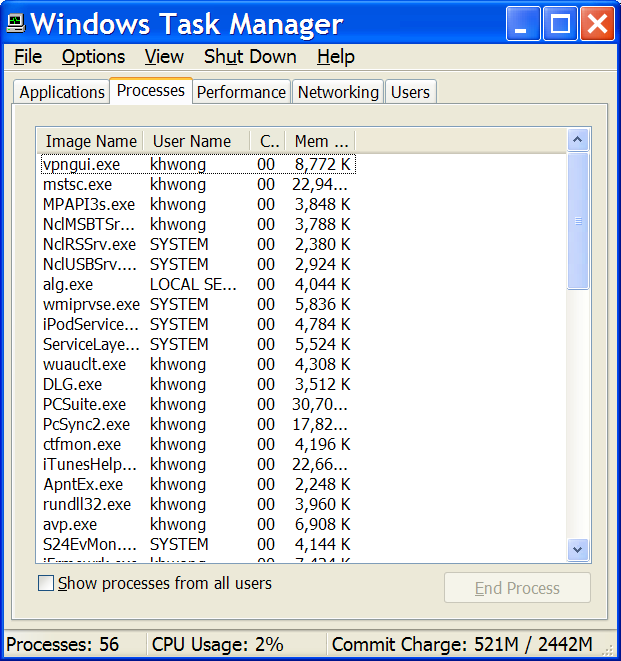 Windows Task Manager
File Options View Shut Down Help
Applications Processes Performance Networking Users
Image Name User Name C.. Mem ...
vpngui.exe khwong 00 8,772 K
mstsc.exe khwong 00 22,94...
MPAPI3s.exe khwong 00 3,848 K
NclMSBTSr... khwong 00 3,788 K
NclRSSrv.exe SYSTEM 00 2,380 K
NclUSBSrv.... SYSTEM 00 2,924 K
alg.exe LOCAL SE... 00 4,044 K
wmiprvse.exe SYSTEM 00 5,836 K
iPodService... SYSTEM 00 4,784 K
ServiceLaye... SYSTEM 00 5,524 K
wuauclt.exe khwong 00 4,308 K
DLG.exe khwong 00 3,512 K
PCSuite.exe khwong 00 30,70...
PcSync2.exe khwong 00 17,82...
ctfmon.exe khwong 00 4,196 K
iTunesHelp... khwong 00 22,66...
ApntEx.exe khwong 00 2,248 K
rundll32.exe khwong 00 3,960 K
avp.exe khwong 00 6,908 K
S24EvMon.... SYSTEM 00 4,144 K
khwong 00
Show processes from all users
End Process
Processes: 56 CPU Usage: 2% Commit Charge: 521M / 2442M